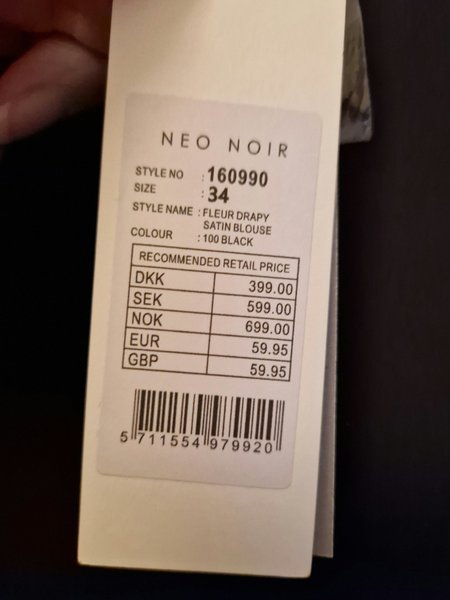 NEO NOIR
STYLE NO : 160990
SIZE : 34
STYLE NAME : FLEUR DRAPY
SATIN BLOUSE
COLOUR : 100 BLACK
RECOMMENDED RETAIL PRICE
DKK 399.00
SEK 599.00
NOK 699.00
EUR 59.95
GBP 59.95
5 711554 979920